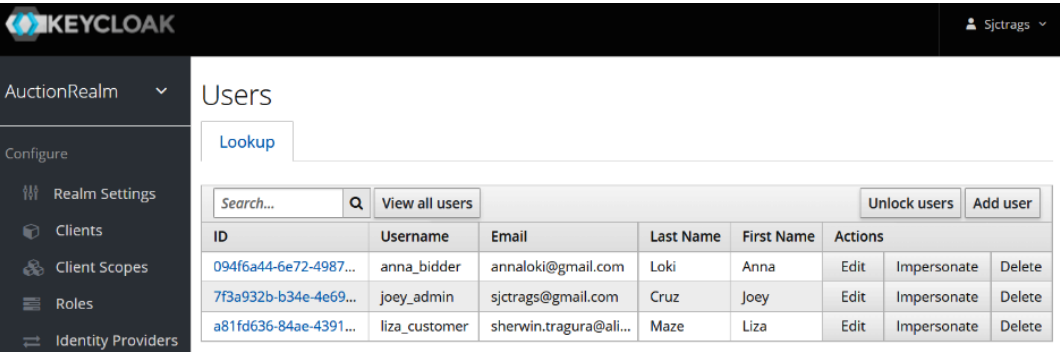 KEYCLOAK
Sjctrags
AuctionRealm
Configure
Realm Settings
Clients
Client Scopes
Roles
Identity Providers
Users
Lookup
Search... View all users Unlock users Add user
ID Username Email Last Name First Name Actions
094f6a44-6e72-4987... anna_bidder annaloki@gmail.com Loki Anna Edit Impersonate Delete
7f3a932b-b34e-4e69... joey_admin sjctrags@gmail.com Cruz Joey Edit Impersonate Delete
a81fd636-84ae-4391... liza_customer sherwin.tragura@ali... Maze Liza Edit Impersonate Delete